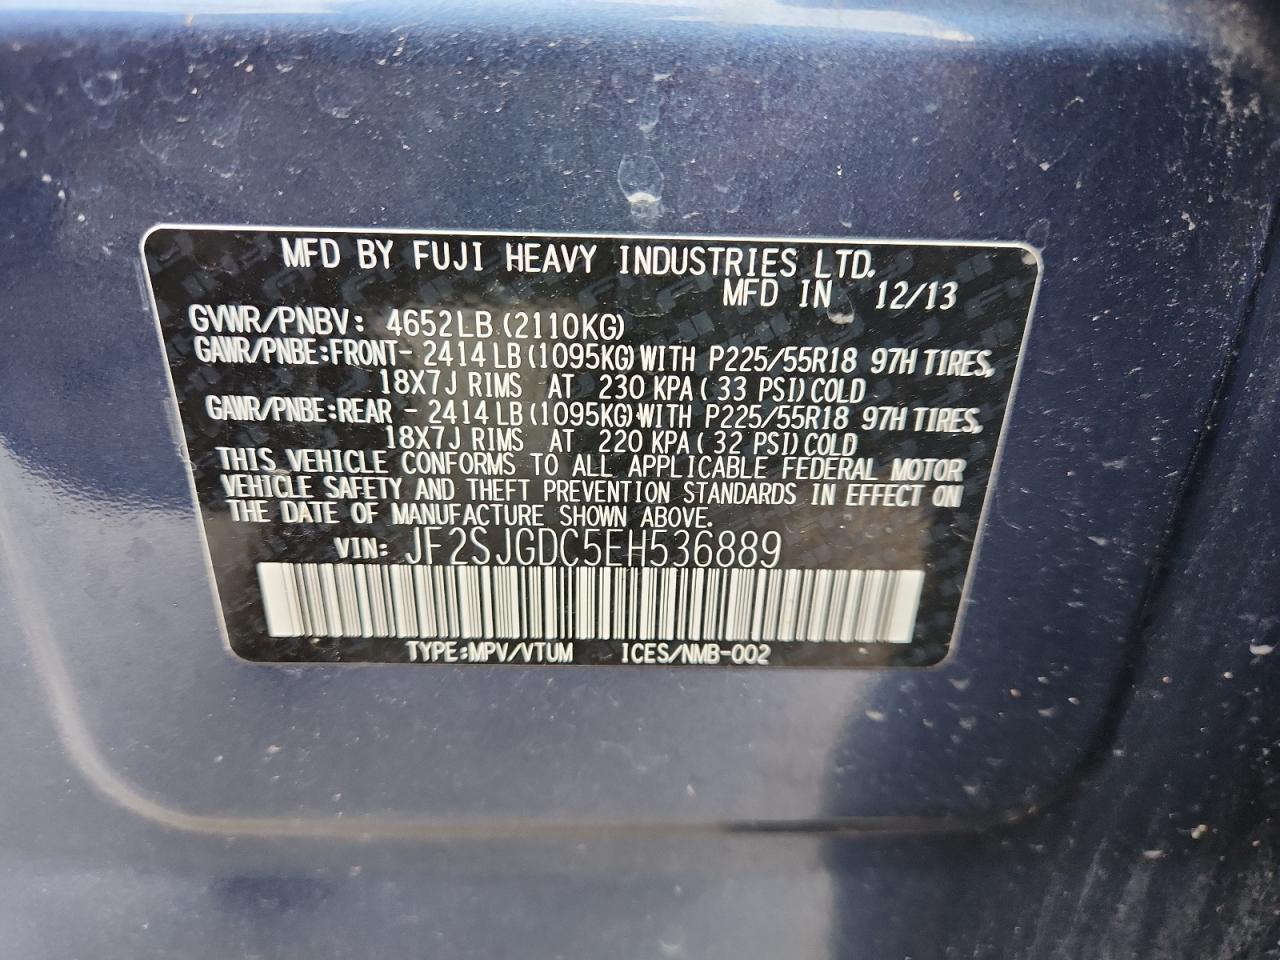 MFD BY FUJI HEAVY INDUSTRIES LTD.
MFD IN 12/13
GVWR/PNBV: 4652LB (2110KG)
GAWR/PNBE:FRONT- 2414LB (1095KG) WITH P225/55R18 97H TIRES,
18X7J RIMS AT 230 KPA ( 33 PSI) COLD
GAWR/PNBE:REAR - 2414LB (1095KG) WITH P225/55R18 97H TIRES,
18X7J RIMS AT 220 KPA ( 32 PSI) COLD
THIS VEHICLE CONFORMS TO ALL APPLICABLE FEDERAL MOTOR
VEHICLE SAFETY AND THEFT PREVENTION STANDARDS IN EFFECT ON
THE DATE OF MANUFACTURE SHOWN ABOVE.
VIN: JF2SJGDC5EH536889
TYPE:MPV/VTUM ICES/NMB-002